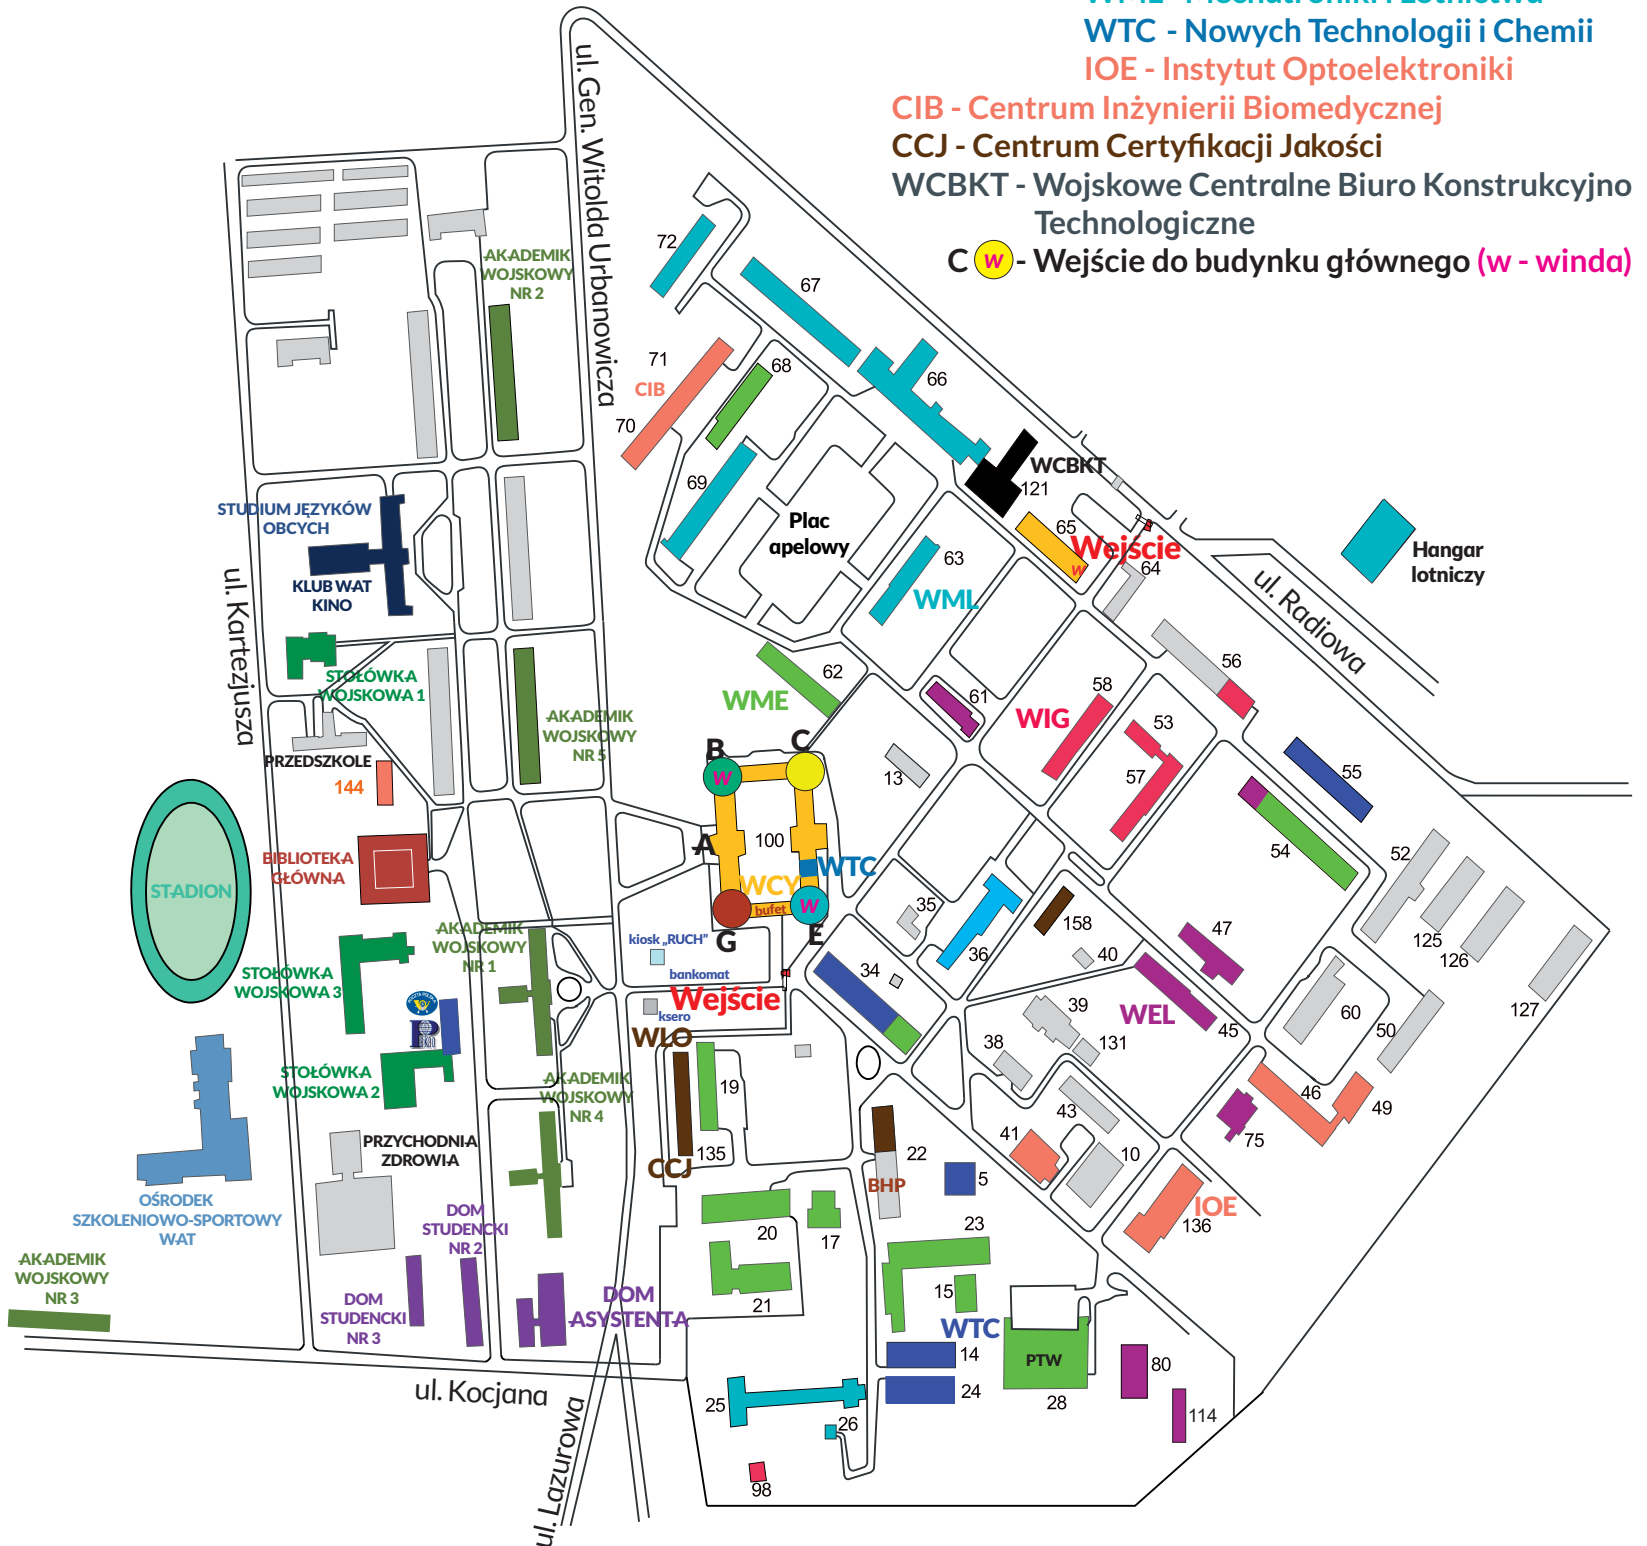 WML - Mechatroniki i Lotnictwa
WTC - Nowych Technologii i Chemii
IOE - Instytut Optoelektroniki
CIB - Centrum Inżynierii Biomedycznej
CCJ - Centrum Certyfikacji Jakości
WCBKT - Wojskowe Centralne Biuro Konstrukcyjno
Technologiczne
C w - Wejście do budynku głównego (w - winda)
ul. Gen. Witolda Urbanowicza
ul. Kartezjusza
ul. Radiowa
ul. Kocjana
ul. Lazurowa
AKADEMIK
WOJSKOWY
NR 2
72
67
71
CIB
70
68
66
69
WCBKT
121
65
w
Wejście
64
Plac
apelowy
63
WML
Hangar
lotniczy
STUDIUM JĘZYKÓW
OBCYCH
KLUB WAT
KINO
STOŁÓWKA
WOJSKOWA 1
PRZEDSZKOLE
144
AKADEMIK
WOJSKOWY
NR 5
62
WME
61
58
WIG
56
53
57
55
54
13
B
w
C
A
100
WTC
WCY
bufet
G
w
E
STADION
BIBLIOTEKA
GŁÓWNA
STOŁÓWKA
WOJSKOWA 3
POCZTA POLSKA
P
STOŁÓWKA
WOJSKOWA 2
AKADEMIK
WOJSKOWY
NR 1
kiosk „RUCH”
bankomat
Wejście
ksero
WLO
35
36
34
158
40
47
52
125
126
127
WEL
45
60
50
39
38
131
43
41
10
46
49
75
IOE
136
AKADEMIK
WOJSKOWY
NR 4
19
135
CCJ
22
BHP
5
20
17
21
23
15
WTC
14
24
PTW
28
80
114
25
26
98
PRZYCHODNIA
ZDROWIA
OŚRODEK
SZKOLENIOWO-SPORTOWY
WAT
DOM
STUDENCKI
NR 2
DOM
STUDENCKI
NR 3
DOM
ASYSTENTA
AKADEMIK
WOJSKOWY
NR 3